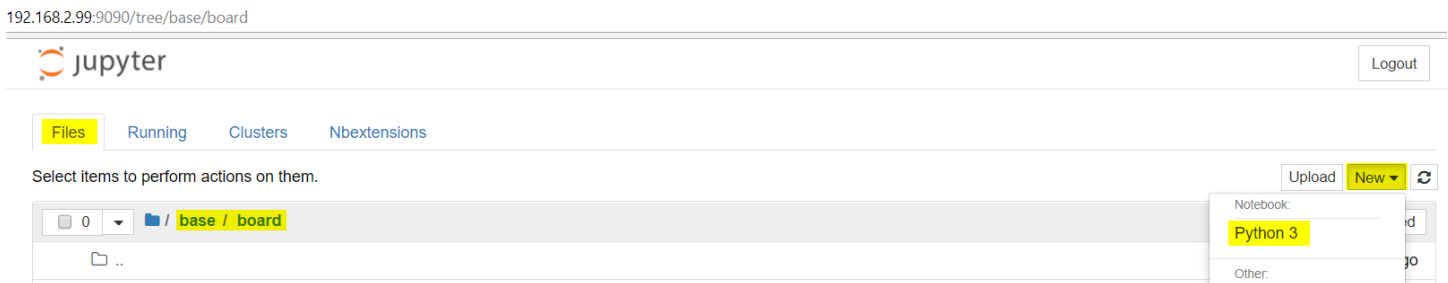 192.168.2.99:9090/tree/base/board
jupyter
Logout
Files Running Clusters Nbextensions
Select items to perform actions on them.
Upload New
0 / base / board
Notebook:
Python 3
..
Other: